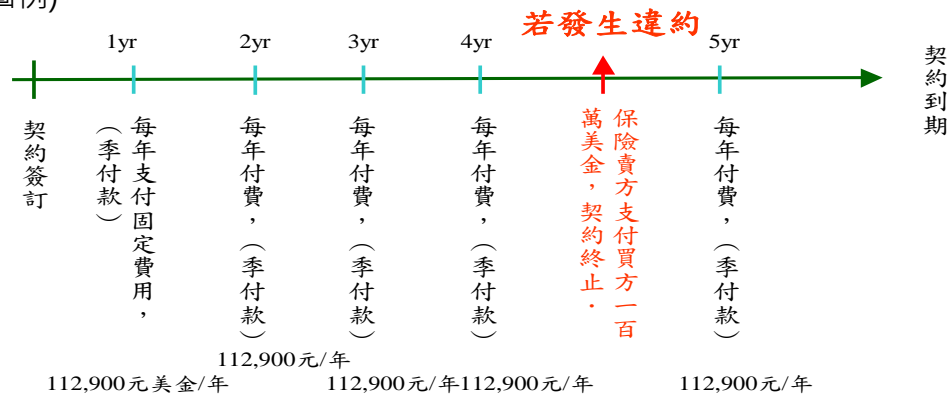 圖例)
若發生違約
1yr
2yr
3yr
4yr
5yr
契約到期
契約簽訂
每年支付固定費用,
(季付款)
每年付費,(季付款)
每年付費,(季付款)
每年付費,(季付款)
保險賣方支付買方一百
萬美金,契約終止.
每年付費,(季付款)
112,900元美金/年
112,900元/年
112,900元/年
112,900元/年
112,900元/年